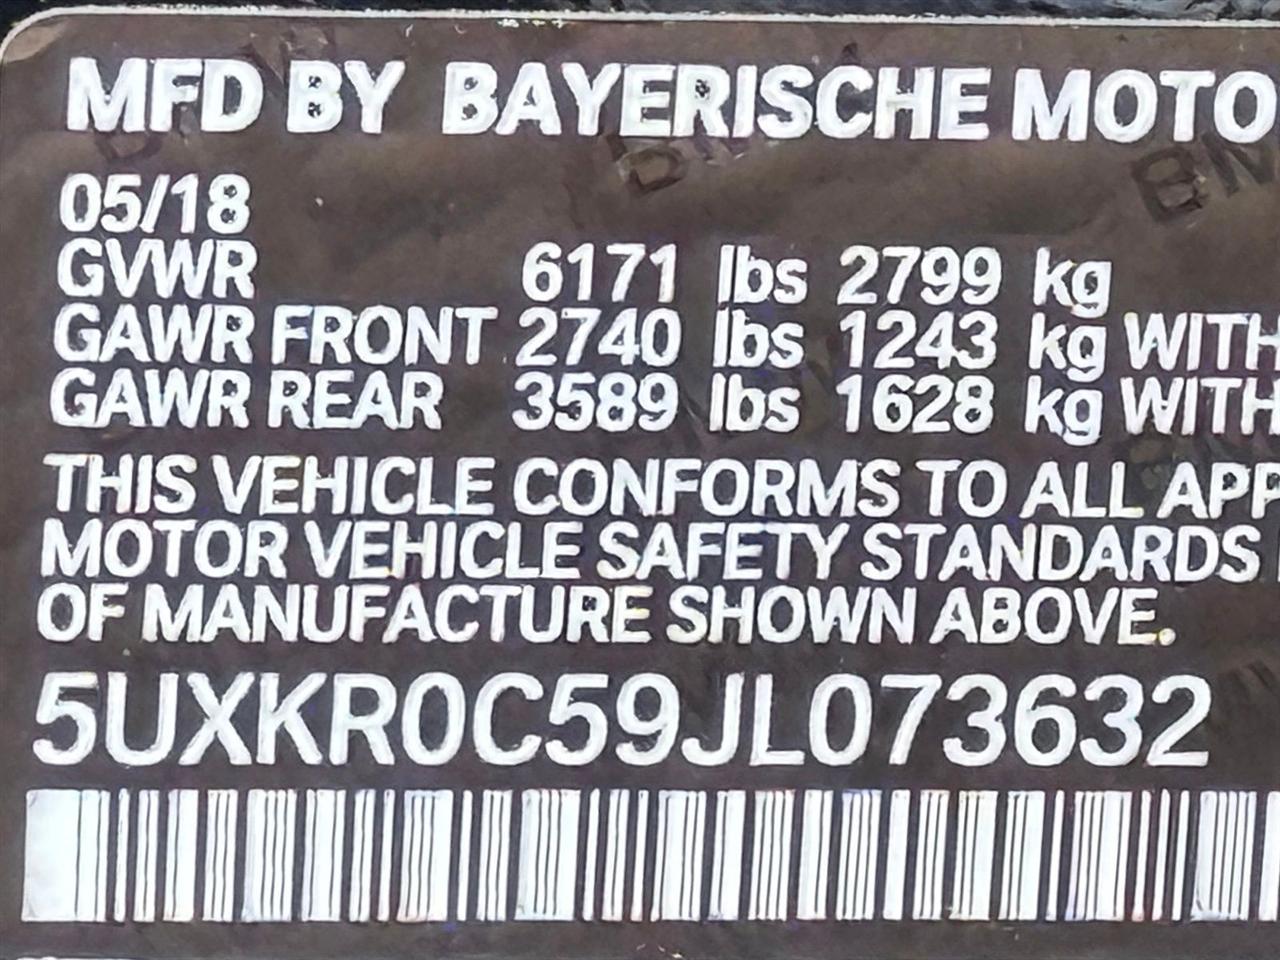 MFD BY BAYERISCHE MOTO
05/18
GVWR 6171 lbs 2799 kg
GAWR FRONT 2740 lbs 1243 kg WITH
GAWR REAR 3589 lbs 1628 kg WITH
THIS VEHICLE CONFORMS TO ALL APP
MOTOR VEHICLE SAFETY STANDARDS
OF MANUFACTURE SHOWN ABOVE.
5UXKR0C59JL073632